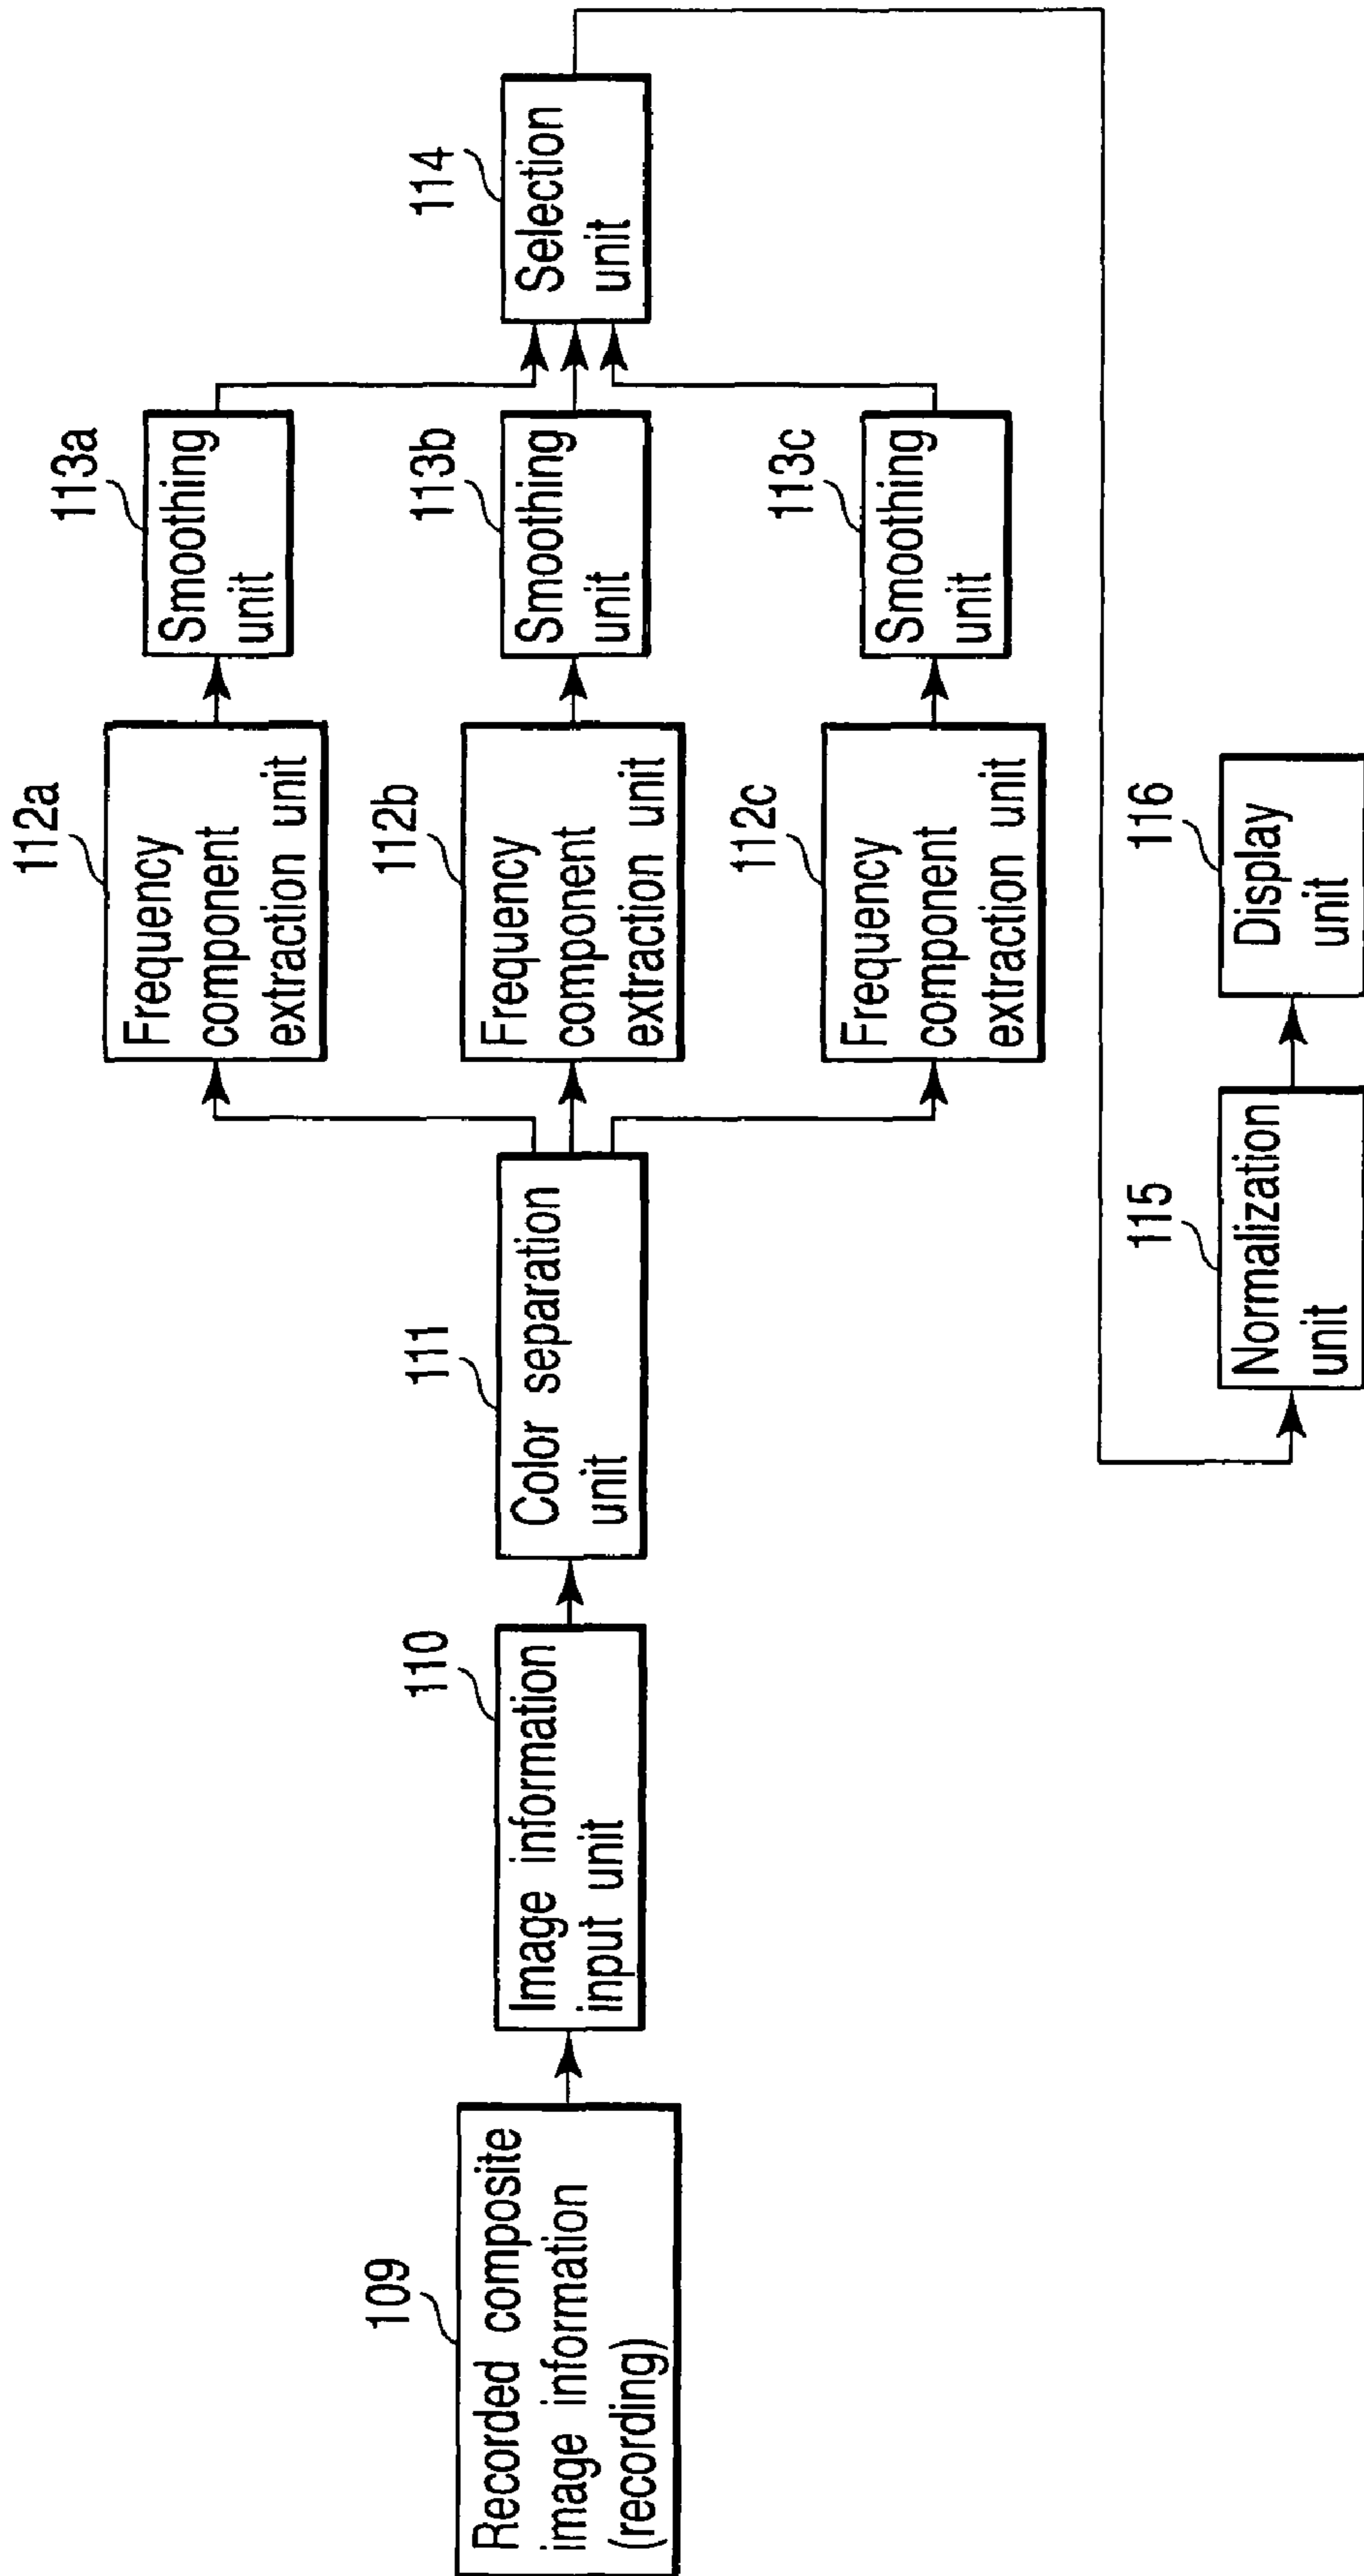 109
Recorded composite
image information
(recording)
110
Image information
input unit
111
Color separation
unit
112a
Frequency
component
extraction unit
113a
Smoothing
unit
112b
Frequency
component
extraction unit
113b
Smoothing
unit
112c
Frequency
component
extraction unit
113c
Smoothing
unit
114
Selection
unit
115
Normalization
unit
116
Display
unit